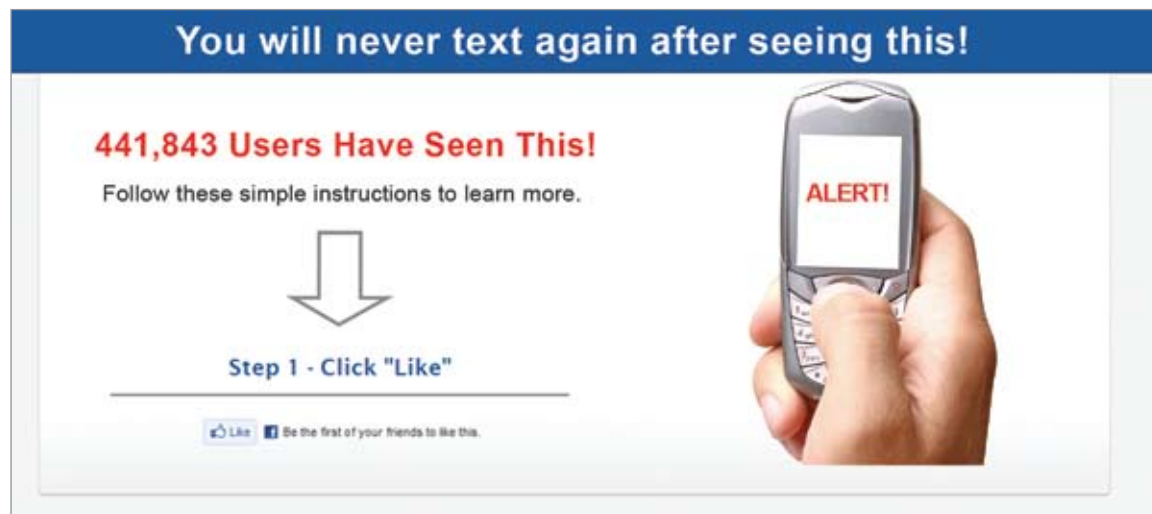 You will never text again after seeing this!
441,843 Users Have Seen This!
Follow these simple instructions to learn more.
ALERT!
Step 1 - Click "Like"
Like Be the first of your friends to like this.